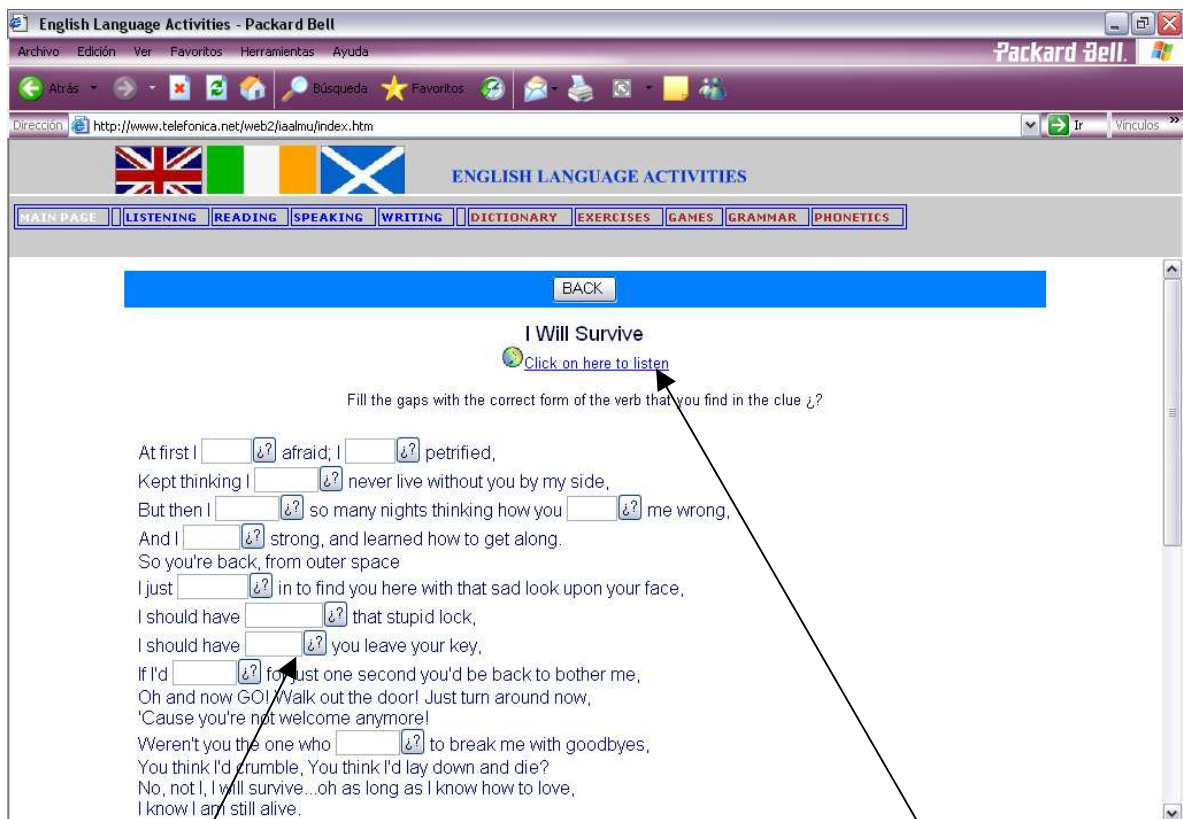 English Language Activities - Packard Bell
Archivo Edición Ver Favoritos Herramientas Ayuda
Packard Bell.
Atrás Búsqueda Favoritos
Dirección http://www.telefonica.net/web2/iaalmu/index.htm Ir Vínculos »
ENGLISH LANGUAGE ACTIVITIES
MAIN PAGE LISTENING READING SPEAKING WRITING DICTIONARY EXERCISES GAMES GRAMMAR PHONETICS
BACK
I Will Survive
Click on here to listen
Fill the gaps with the correct form of the verb that you find in the clue ¿?
At first I ¿? afraid; I ¿? petrified,
Kept thinking I ¿? never live without you by my side,
But then I ¿? so many nights thinking how you ¿? me wrong,
And I ¿? strong, and learned how to get along.
So you're back, from outer space
I just ¿? in to find you here with that sad look upon your face,
I should have ¿? that stupid lock,
I should have ¿? you leave your key,
If I'd ¿? for just one second you'd be back to bother me,
Oh and now GO! Walk out the door! Just turn around now,
'Cause you're not welcome anymore!
Weren't you the one who ¿? to break me with goodbyes,
You think I'd crumble, You think I'd lay down and die?
No, not I, I will survive...oh as long as I know how to love,
I know I am still alive.